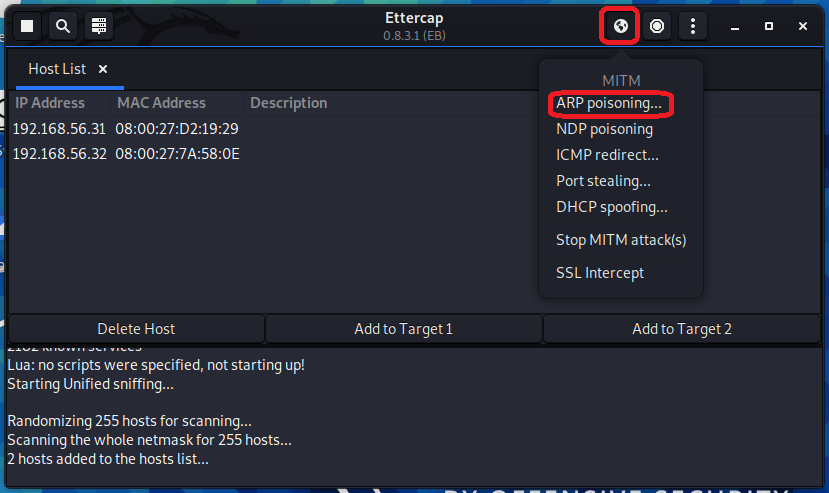 Ettercap
0.8.3.1 (EB)
Host List ×
MITM
IP Address MAC Address Description
ARP poisoning...
192.168.56.31 08:00:27:D2:19:29
NDP poisoning
192.168.56.32 08:00:27:7A:58:0E
ICMP redirect...
Port stealing...
DHCP spoofing...
Stop MITM attack(s)
SSL Intercept
Delete Host Add to Target 1 Add to Target 2
2182 known services
Lua: no scripts were specified, not starting up!
Starting Unified sniffing...
Randomizing 255 hosts for scanning...
Scanning the whole netmask for 255 hosts...
2 hosts added to the hosts list...
BY OFFENSIVE SECURITY